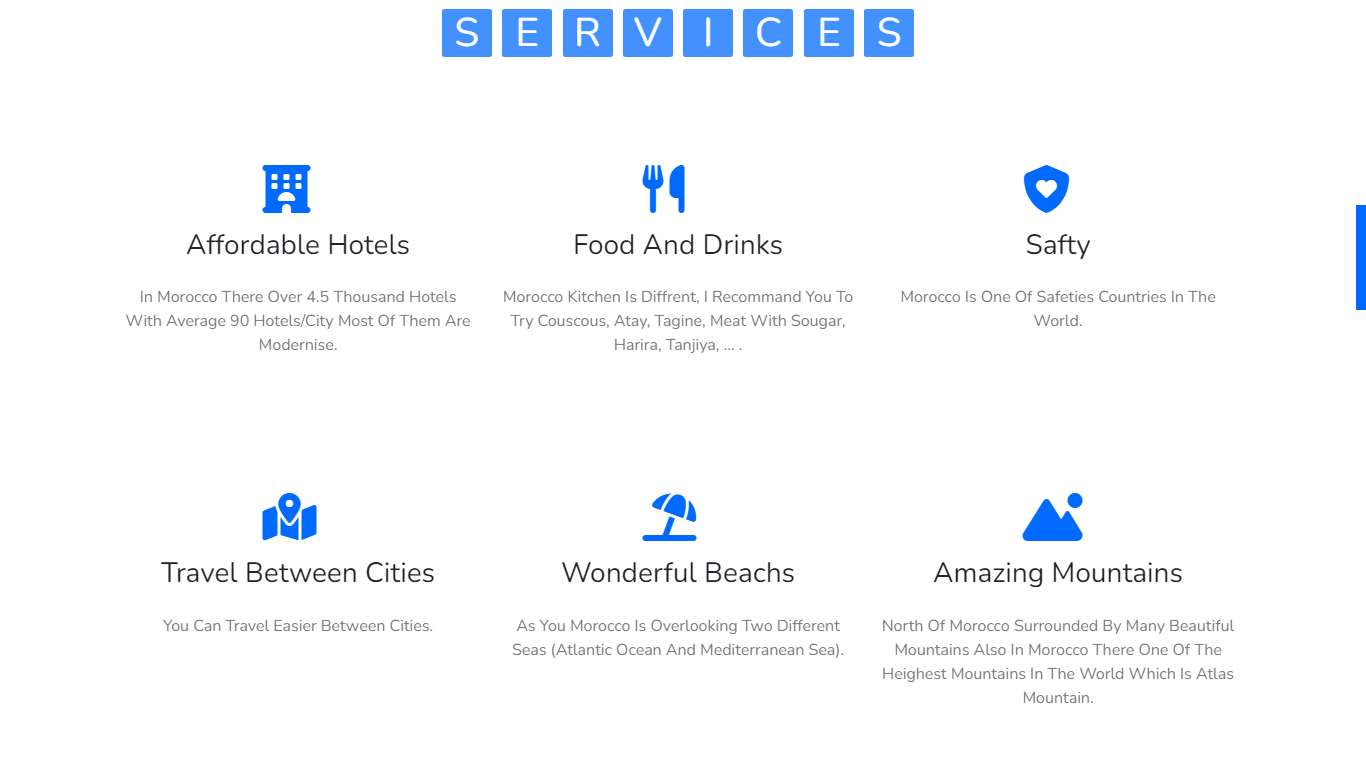 SERVICES
Affordable Hotels
In Morocco There Over 4.5 Thousand Hotels
With Average 90 Hotels/City Most Of Them Are
Modernise.
Food And Drinks
Morocco Kitchen Is Diffrent, I Recommand You To
Try Couscous, Atay, Tagine, Meat With Sougar,
Harira, Tanjiya, ... .
Safty
Morocco Is One Of Safeties Countries In The
World.
Travel Between Cities
You Can Travel Easier Between Cities.
Wonderful Beachs
As You Morocco Is Overlooking Two Different
Seas (Atlantic Ocean And Mediterranean Sea).
Amazing Mountains
North Of Morocco Surrounded By Many Beautiful
Mountains Also In Morocco There One Of The
Heighest Mountains In The World Which Is Atlas
Mountain.